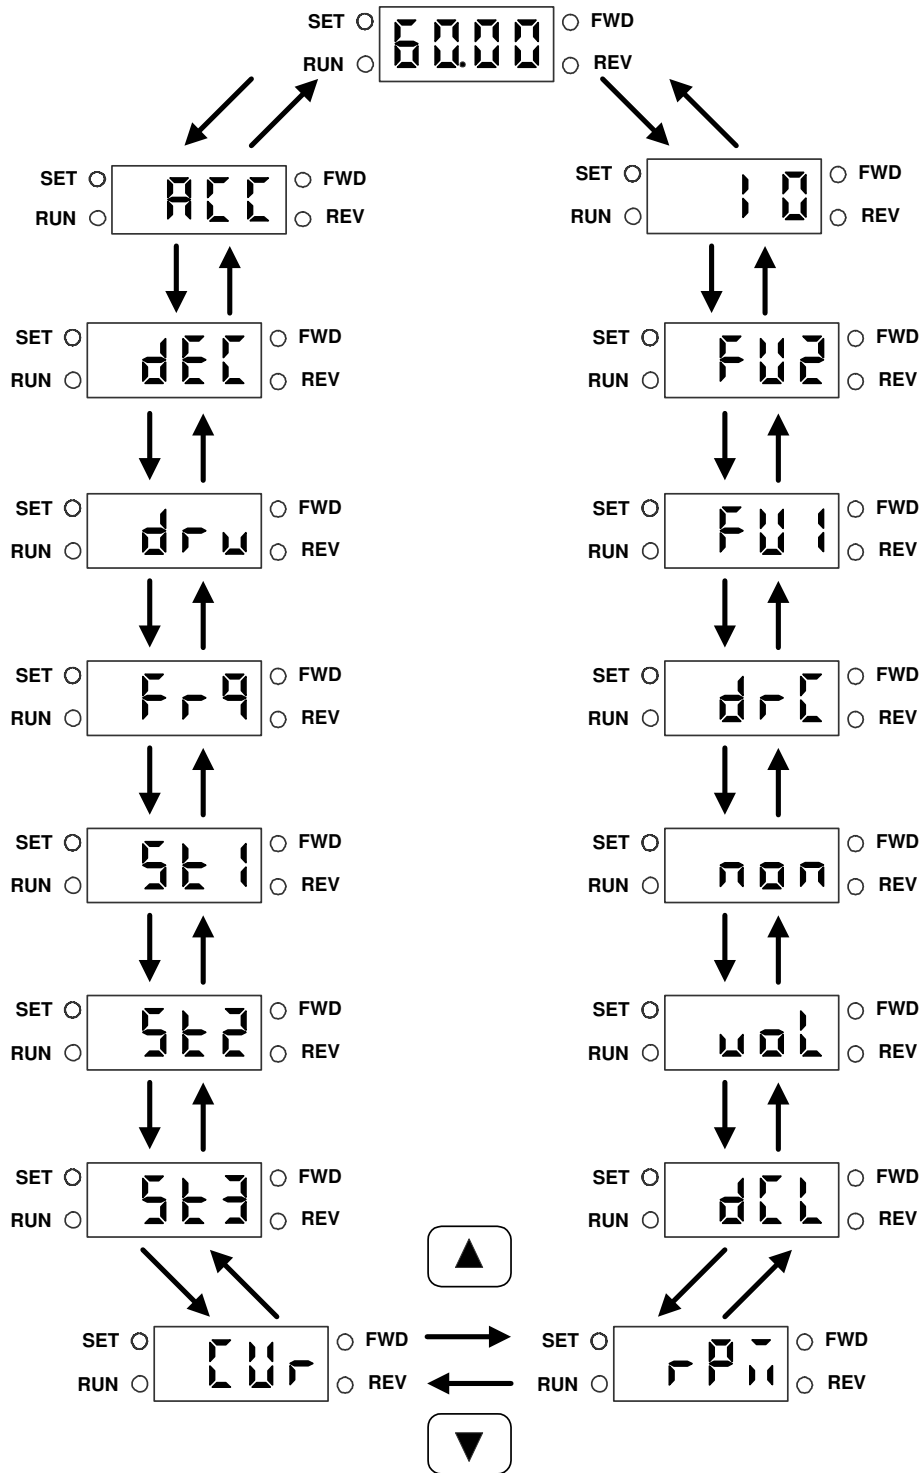 SET 60.00 FWD
RUN REV
SET ACC FWD
RUN REV
SET 10 FWD
RUN REV
SET dEC FWD
RUN REV
SET FU2 FWD
RUN REV
SET drv FWD
RUN REV
SET FU1 FWD
RUN REV
SET Frq FWD
RUN REV
SET drC FWD
RUN REV
SET St1 FWD
RUN REV
SET non FWD
RUN REV
SET St2 FWD
RUN REV
SET voL FWD
RUN REV
SET St3 FWD
RUN REV
SET dCL FWD
RUN REV
SET CUr FWD
RUN REV
SET rPm FWD
RUN REV